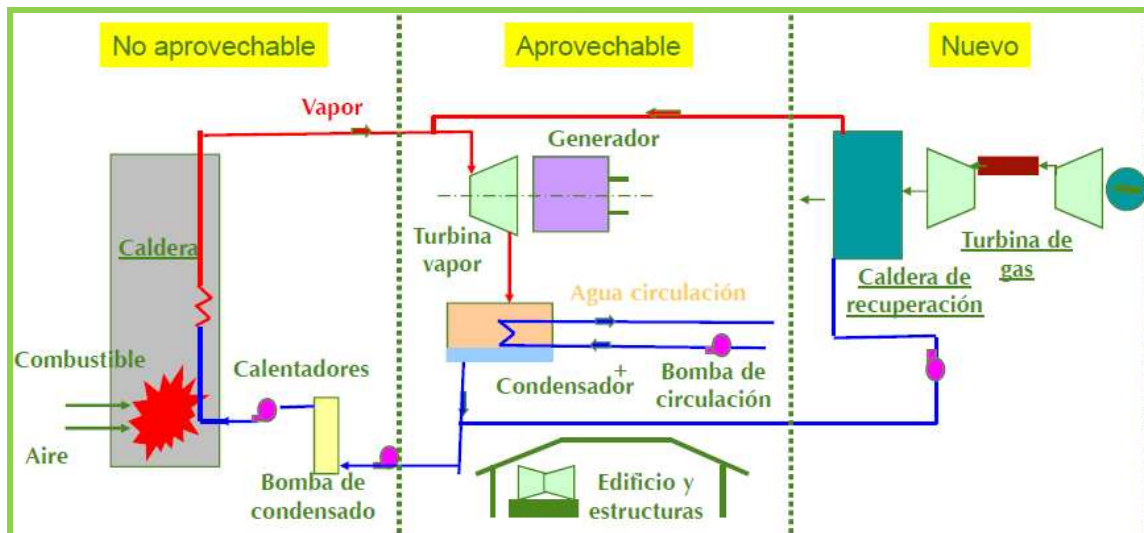 No aprovechable
Aprovechable
Nuevo
Vapor
Generador
Caldera
Turbina
vapor
Turbina de
gas
Caldera de
recuperación
Agua circulación
Combustible
Calentadores
Condensador
+
Bomba de
circulación
Aire
Bomba de
condensado
Edificio y
estructuras